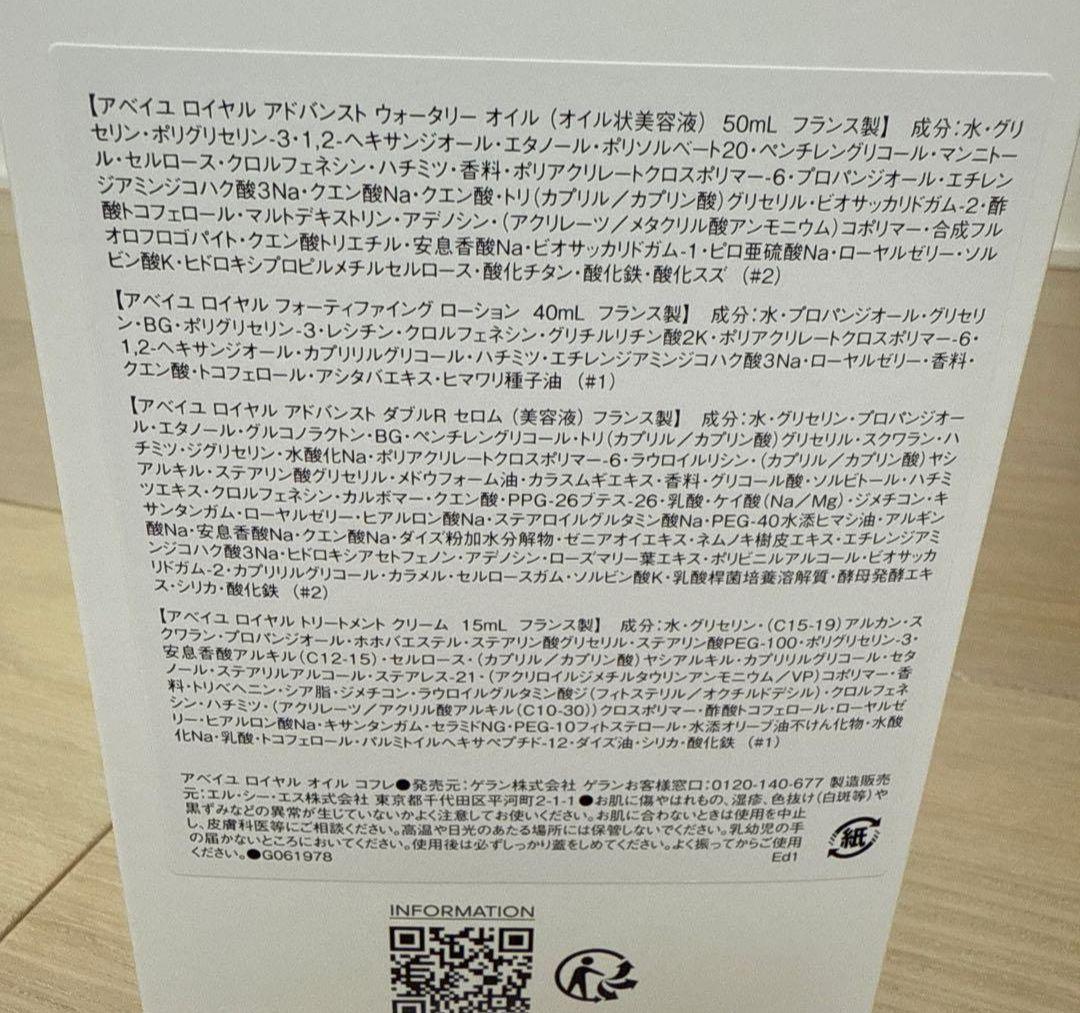 【アベイユ ロイヤル アドバンスト ウォータリー オイル（オイル状美容液） 50mL フランス製】 成分：水・グリ
セリン・ポリグリセリン-3・1,2-ヘキサンジオール・エタノール・ポリソルベート20・ペンチレングリコール・マンニトー
ル・セルロース・クロルフェネシン・ハチミツ・香料・ポリアクリレートクロスポリマー-6・プロパンジオール・エチレン
ジアミンジコハク酸3Na・クエン酸Na・クエン酸・トリ（カプリル／カプリン酸）グリセリル・ビオサッカリドガム-2・酢
酸トコフェロール・マルトデキストリン・アデノシン・（アクリレーツ／メタクリル酸アンモニウム）コポリマー・合成フル
オロフロゴパイト・クエン酸トリエチル・安息香酸Na・ビオサッカリドガム-1・ピロ亜硫酸Na・ローヤルゼリー・ソル
ビン酸K・ヒドロキシプロピルメチルセルロース・酸化チタン・酸化鉄・酸化スズ （#2）
【アベイユ ロイヤル フォーティファイング ローション 40mL フランス製】 成分：水・プロパンジオール・グリセリ
ン・BG・ポリグリセリン-3・レシチン・クロルフェネシン・グリチルリチン酸2K・ポリアクリレートクロスポリマー-6・
1,2-ヘキサンジオール・カプリリルグリコール・ハチミツ・エチレンジアミンジコハク酸3Na・ローヤルゼリー・香料・
クエン酸・トコフェロール・アシタバエキス・ヒマワリ種子油 （#1）
【アベイユ ロイヤル アドバンスト ダブルR セロム（美容液）フランス製】 成分：水・グリセリン・プロパンジオー
ル・エタノール・グルコノラクトン・BG・ペンチレングリコール・トリ（カプリル／カプリン酸）グリセリル・スクワラン・ハ
チミツ・ジグリセリン・水酸化Na・ポリアクリレートクロスポリマー-6・ラウロイルリシン・（カプリル／カプリン酸）ヤシ
アルキル・ステアリン酸グリセリル・メドウフォーム油・カラスムギエキス・香料・グリコール酸・ソルビトール・ハチミ
ツエキス・クロルフェネシン・カルボマー・クエン酸・PPG-26ブテス-26・乳酸・ケイ酸（Na／Mg）・ジメチコン・キ
サンタンガム・ローヤルゼリー・ヒアルロン酸Na・ステアロイルグルタミン酸Na・PEG-40水添ヒマシ油・アルギン
酸Na・安息香酸Na・クエン酸Na・ダイズ粉加水分解物・ゼニアオイエキス・ネムノキ樹皮エキス・エチレンジアミ
ンジコハク酸3Na・ヒドロキシアセトフェノン・アデノシン・ローズマリー葉エキス・ポリビニルアルコール・ビオサッカ
リドガム-2・カプリリルグリコール・カラメル・セルロースガム・ソルビン酸K・乳酸桿菌培養溶解質・酵母発酵エキ
ス・シリカ・酸化鉄 （#2）
【アベイユ ロイヤル トリートメント クリーム 15mL フランス製】 成分：水・グリセリン・（C15-19）アルカン・ス
クワラン・プロパンジオール・ホホバエステル・ステアリン酸グリセリル・ステアリン酸PEG-100・ポリグリセリン-3・
安息香酸アルキル（C12-15）・セルロース・（カプリル／カプリン酸）ヤシアルキル・カプリリルグリコール・セタ
ノール・ステアリルアルコール・ステアレス-21・（アクリロイルジメチルタウリンアンモニウム／VP）コポリマー・香
料・トリベヘニン・シア脂・ジメチコン・ラウロイルグルタミン酸ジ（フィトステリル／オクチルドデシル）・クロルフェネ
シン・ハチミツ・（アクリレーツ／アクリル酸アルキル（C10-30））クロスポリマー・酢酸トコフェロール・ローヤルゼ
リー・ヒアルロン酸Na・キサンタンガム・セラミドNG・PEG-10フィトステロール・水添オリーブ油不けん化物・水酸
化Na・乳酸・トコフェロール・パルミトイルヘキサペプチド-12・ダイズ油・シリカ・酸化鉄 （#1）
アベイユ ロイヤル オイル コフレ●発売元：ゲラン株式会社 ゲランお客様窓口：0120-140-677 製造販売
元：エル・シー・エス株式会社 東京都千代田区平河町2-1-1●お肌に傷やはれもの、湿疹、色抜け（白斑等）や
黒ずみなどの異常が生じていないかよく注意してお使いください。お肌に合わないときは使用を中止
し、皮膚科医等にご相談ください。高温や日光のあたる場所には保管しないでください。乳幼児の手
の届かないところにおいてください。使用後は必ずしっかり蓋をしめてください。よく振ってからご使用
ください。●G061978
Ed1
紙
INFORMATION